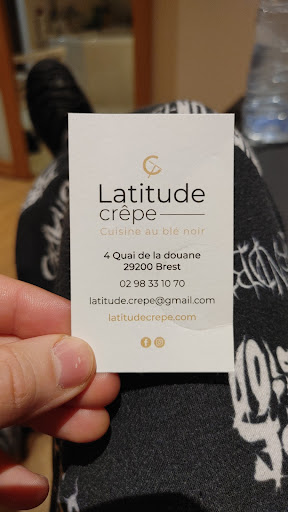 Latitude
crêpe
Cuisine au blé noir
4 Quai de la douane
29200 Brest
02 98 33 10 70
latitude.crepe@gmail.com
latitudecrepe.com